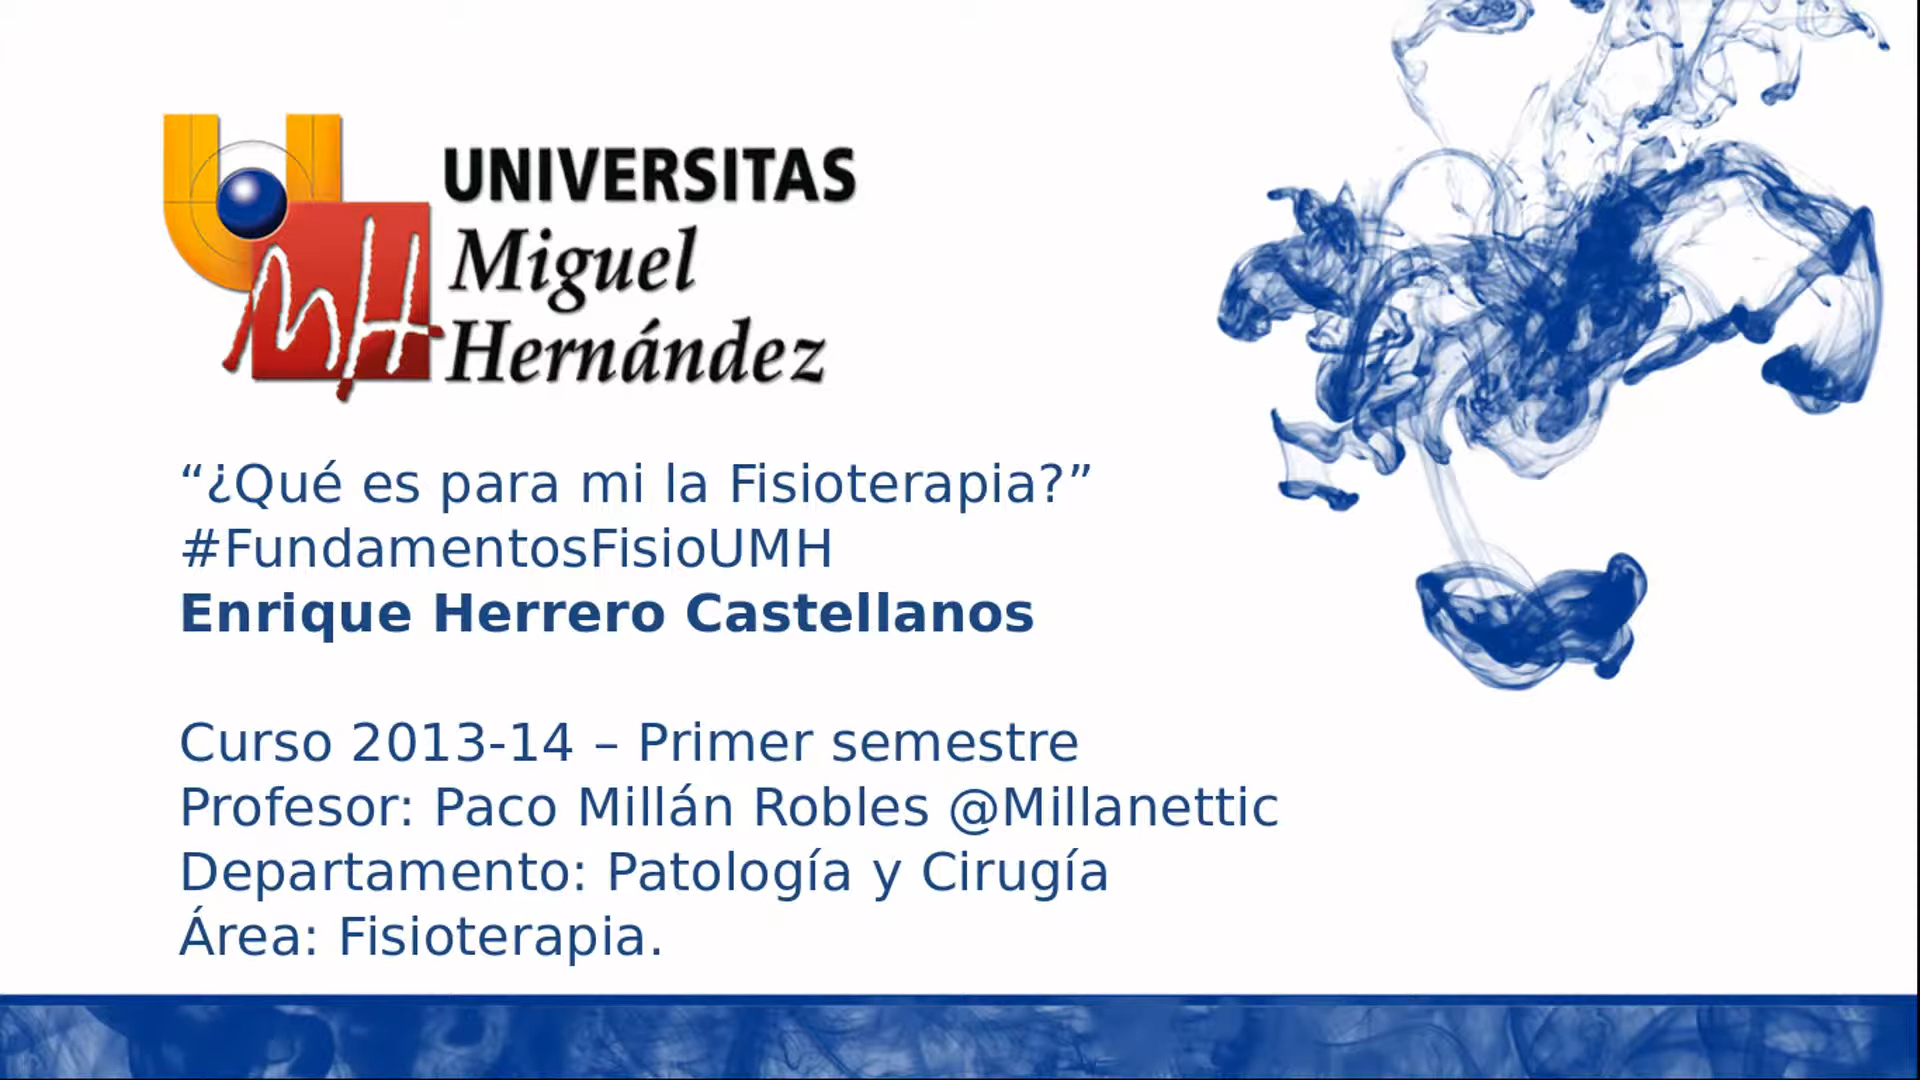 UNIVERSITAS
Miguel
Hernández
MH
“¿Qué es para mi la Fisioterapia?”
#FundamentosFisioUMH
Enrique Herrero Castellanos
Curso 2013-14 – Primer semestre
Profesor: Paco Millán Robles @Millanettic
Departamento: Patología y Cirugía
Área: Fisioterapia.